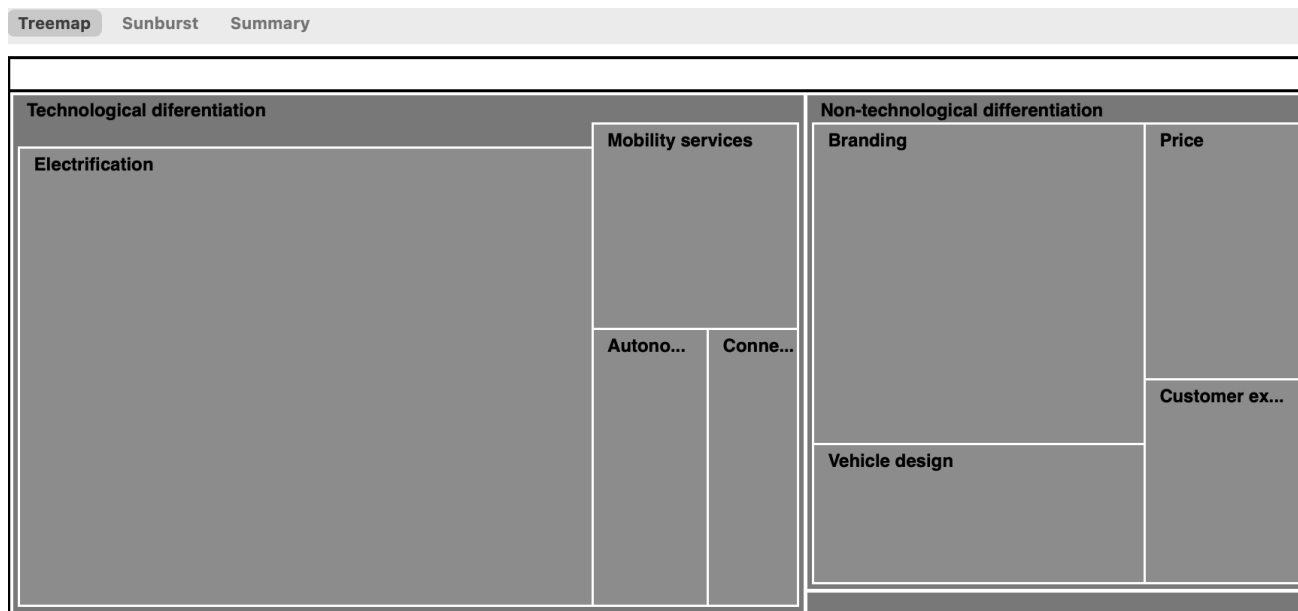 Treemap Sunburst Summary
Technological diferentiation
Electrification
Mobility services
Autono...
Conne...
Non-technological differentiation
Branding
Price
Customer ex...
Vehicle design